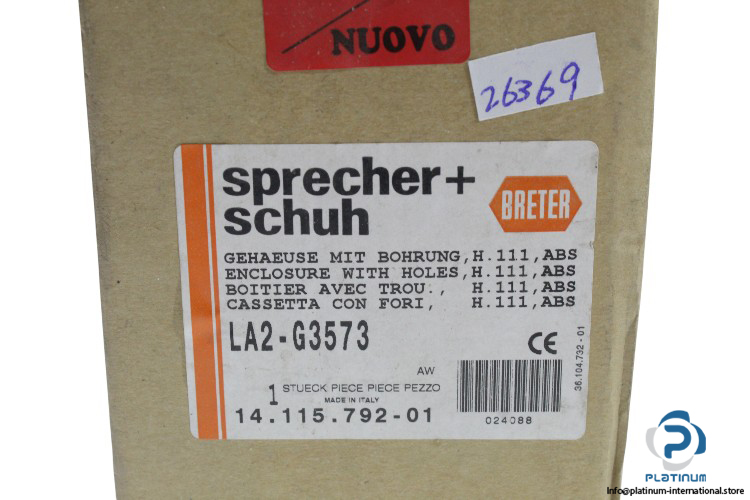 NUOVO
26369
sprecher+
schuh
BRETER
GEHAEUSE MIT BOHRUNG,H.111,ABS
ENCLOSURE WITH HOLES,H.111,ABS
BOITIER AVEC TROU., H.111,ABS
CASSETTA CON FORI, H.111,ABS
LA2-G3573
CE
36.104.732-01
AW
1 STUECK PIECE PIECE PEZZO
MADE IN ITALY
14.115.792-01
024088
PLATINUM
Info@platinum-international.store